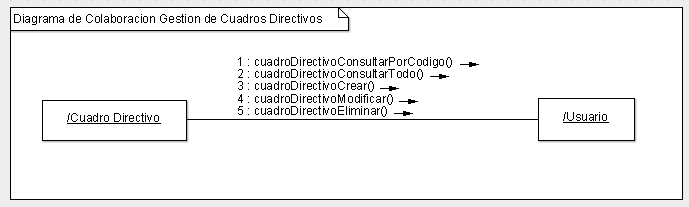 Diagrama de Colaboracion Gestion de Cuadros Directivos
1 : cuadroDirectivoConsultarPorCodigo()
2 : cuadroDirectivoConsultarTodo()
3 : cuadroDirectivoCrear()
4 : cuadroDirectivoModificar()
5 : cuadroDirectivoEliminar()
/Cuadro Directivo
/Usuario